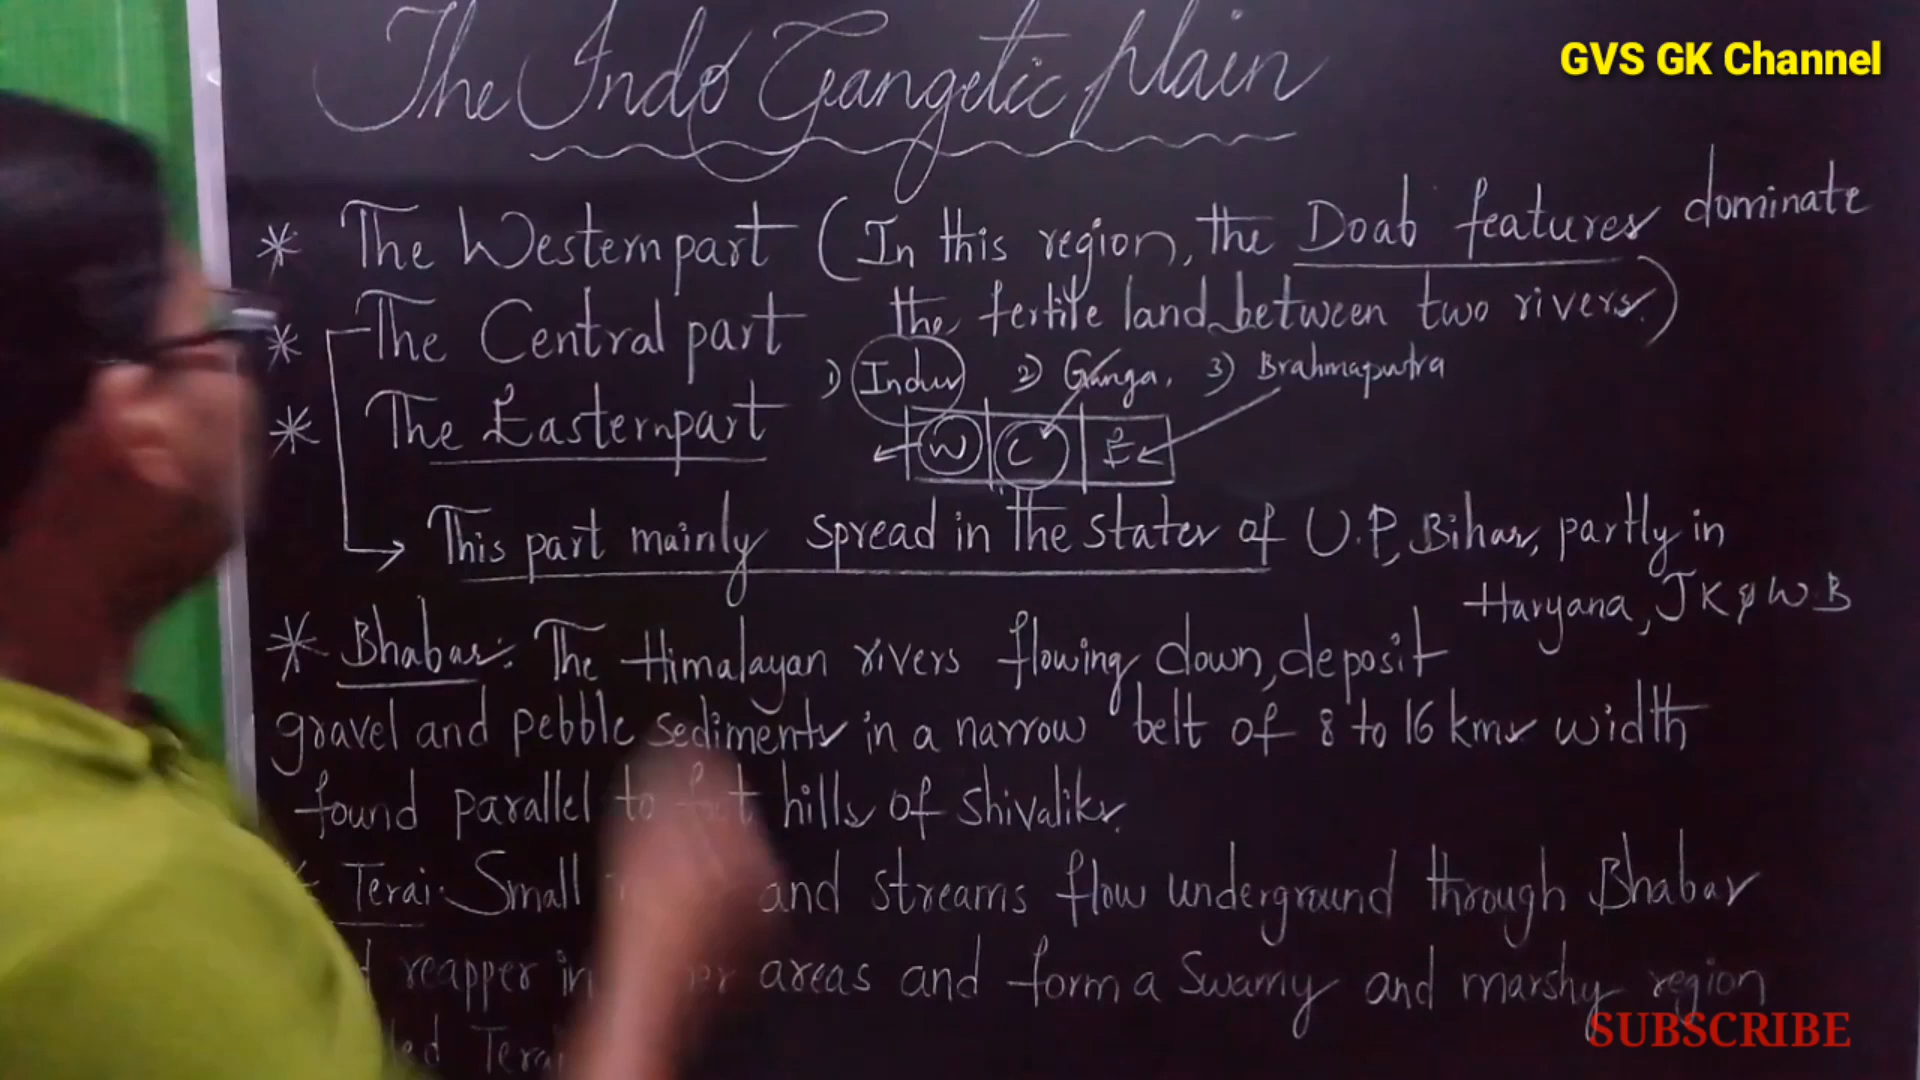 The Indo Gangetic plain
GVS GK Channel
* The Western part (In this region, the Doab features dominate
the fertile land between two rivers.)
* The Central part
1) Indus 2) Ganga, 3) Brahmaputra
* The Eastern part
W C E
This part mainly spread in the states of U.P, Bihar, partly in
Haryana, JK & WB
* Bhabar: The Himalayan rivers flowing down, deposit
gravel and pebble sediments in a narrow belt of 8 to 16 kms width
found parallel to foot hills of Shivaliks.
* Terai. Small and streams flow underground through Bhabar
reapper in areas and form a Swamy and marshy region
SUBSCRIBE
Terai